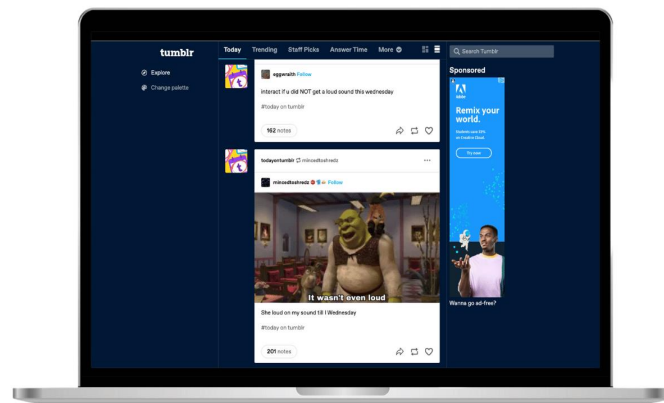 tumblr
Explore
Change palette
Today Trending Staff Picks Answer Time More
eggwraith Follow
interact if u did NOT get a loud sound this wednesday
#today on tumblr
162 notes
todayontumblr mincedtoshredz
mincedtoshredz Follow
It wasn't even loud
She loud on my sound till I Wednesday
#today on tumblr
201 notes
Search Tumblr
Sponsored
Adobe
Remix your
world.
Try now
Wanna go ad-free?